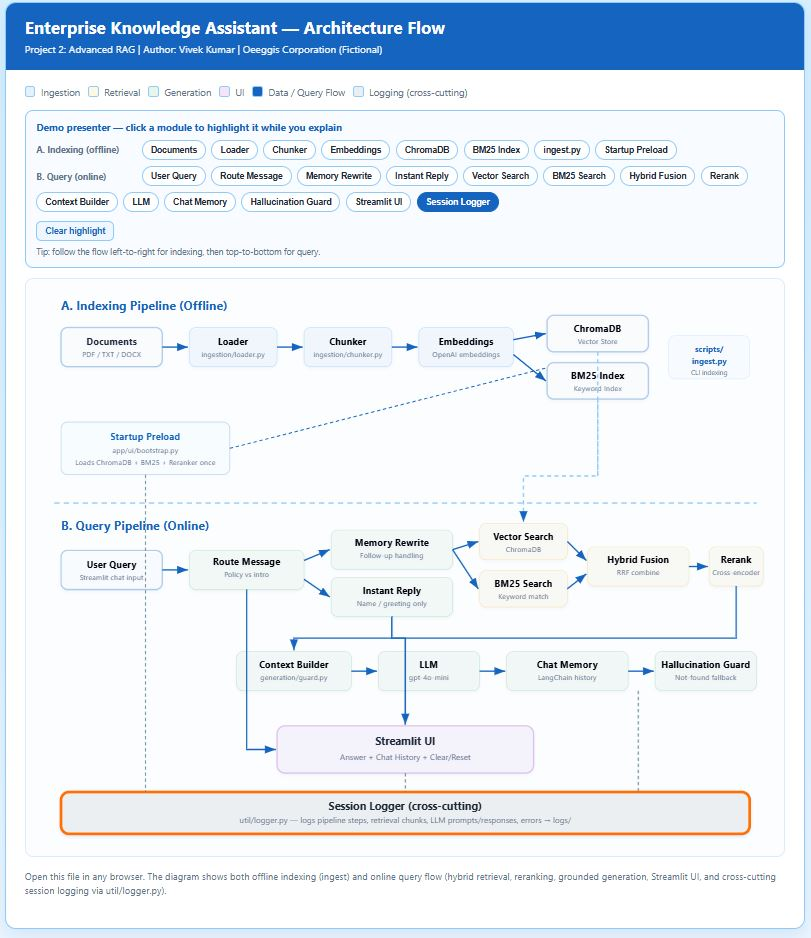 Enterprise Knowledge Assistant — Architecture Flow
Project 2: Advanced RAG | Author: Vivek Kumar | Oeeggis Corporation (Fictional)
Ingestion Retrieval Generation UI Data / Query Flow Logging (cross-cutting)
Demo presenter — click a module to highlight it while you explain
A. Indexing (offline) Documents Loader Chunker Embeddings ChromaDB BM25 Index ingest.py Startup Preload
B. Query (online) User Query Route Message Memory Rewrite Instant Reply Vector Search BM25 Search Hybrid Fusion Rerank
Context Builder LLM Chat Memory Hallucination Guard Streamlit UI Session Logger
Clear highlight
Tip: follow the flow left-to-right for indexing, then top-to-bottom for query.
A. Indexing Pipeline (Offline)
Documents
PDF / TXT / DOCX
Loader
ingestion/loader.py
Chunker
ingestion/chunker.py
Embeddings
OpenAI embeddings
ChromaDB
Vector Store
BM25 Index
Keyword Index
scripts/
ingest.py
CLI indexing
Startup Preload
app/ui/bootstrap.py
Loads ChromaDB + BM25 + Reranker once
B. Query Pipeline (Online)
User Query
Streamlit chat input
Route Message
Policy vs intro
Memory Rewrite
Follow-up handling
Instant Reply
Name / greeting only
Vector Search
ChromaDB
BM25 Search
Keyword match
Hybrid Fusion
RRF combine
Rerank
Cross-encoder
Context Builder
generation/guard.py
LLM
gpt-4o-mini
Chat Memory
LangChain history
Hallucination Guard
Not-found fallback
Streamlit UI
Answer + Chat History + Clear/Reset
Session Logger (cross-cutting)
util/logger.py — logs pipeline steps, retrieval chunks, LLM prompts/responses, errors → logs/
Open this file in any browser. The diagram shows both offline indexing (ingest) and online query flow (hybrid retrieval, reranking, grounded generation, Streamlit UI, and cross-cutting
session logging via util/logger.py).